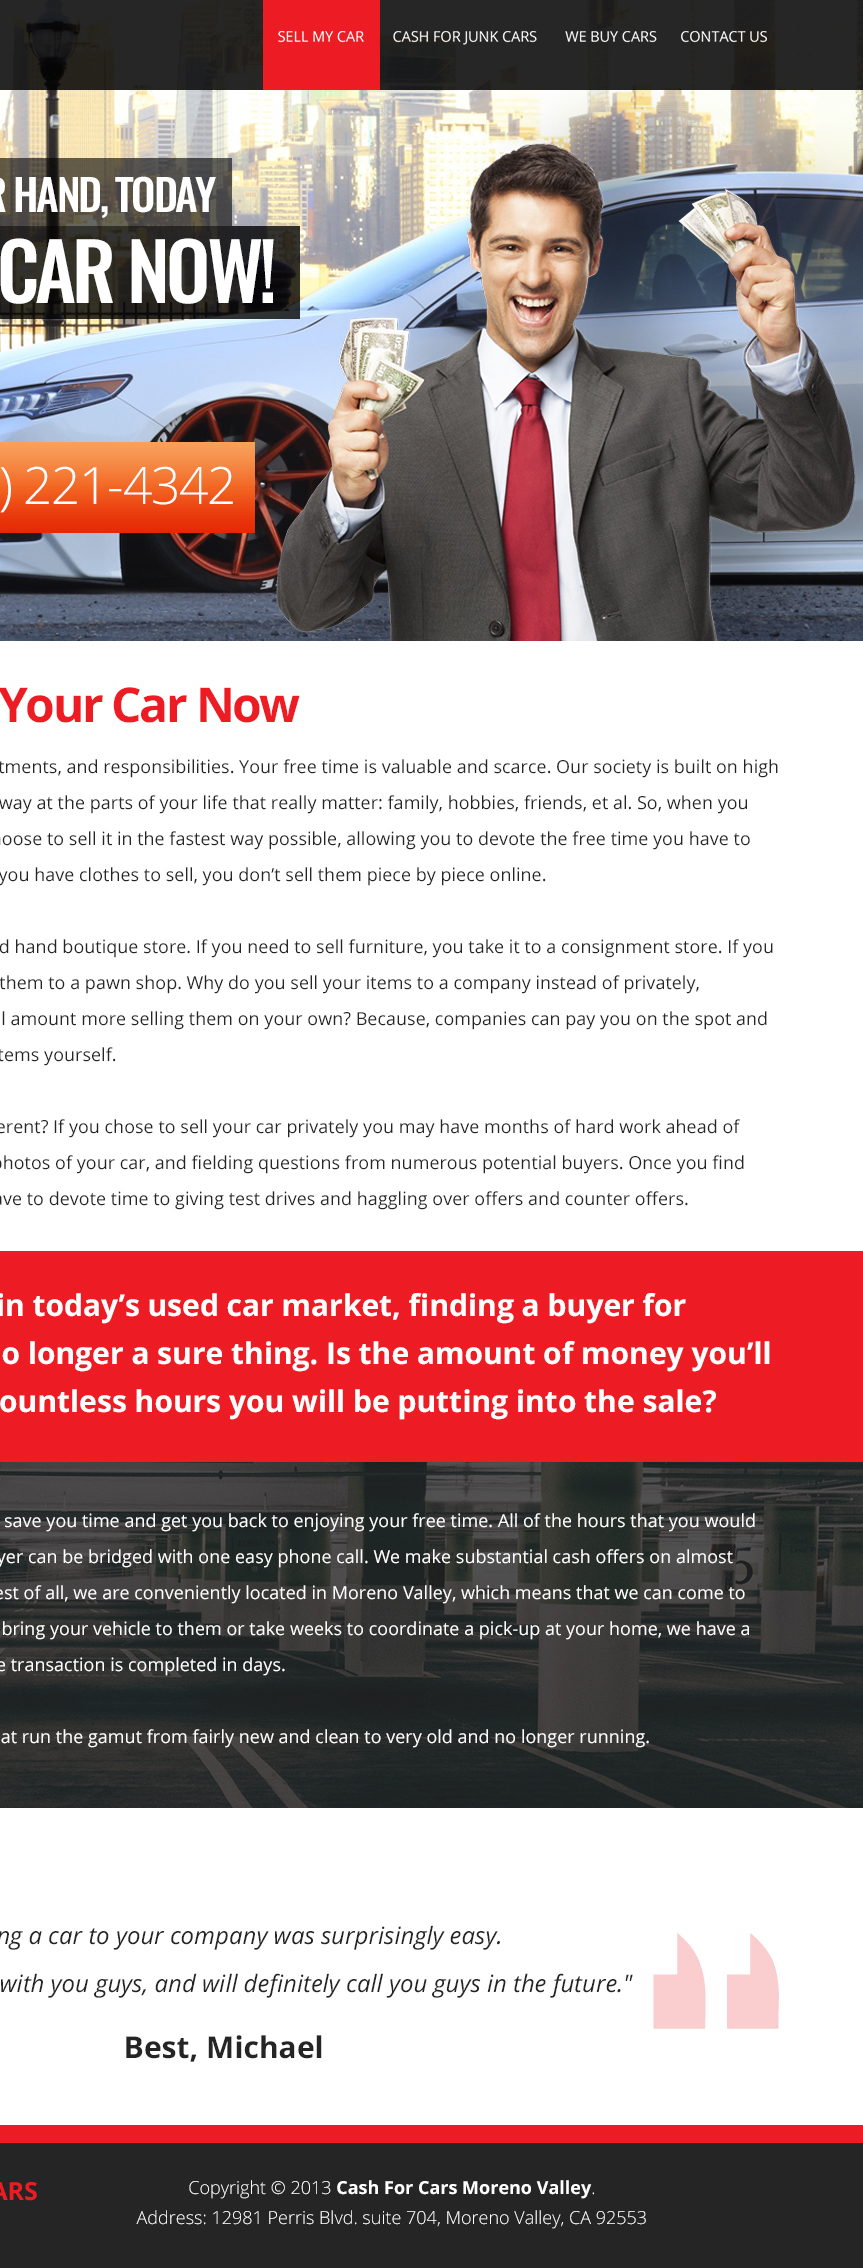 SELL MY CAR CASH FOR JUNK CARS WE BUY CARS CONTACT US
R HAND, TODAY
CAR NOW!
) 221-4342
Your Car Now
tments, and responsibilities. Your free time is valuable and scarce. Our society is built on high
way at the parts of your life that really matter: family, hobbies, friends, et al. So, when you
oose to sell it in the fastest way possible, allowing you to devote the free time you have to
you have clothes to sell, you don’t sell them piece by piece online.
d hand boutique store. If you need to sell furniture, you take it to a consignment store. If you
them to a pawn shop. Why do you sell your items to a company instead of privately,
l amount more selling them on your own? Because, companies can pay you on the spot and
tems yourself.
erent? If you chose to sell your car privately you may have months of hard work ahead of
photos of your car, and fielding questions from numerous potential buyers. Once you find
ave to devote time to giving test drives and haggling over offers and counter offers.
in today’s used car market, finding a buyer for
o longer a sure thing. Is the amount of money you’ll
ountless hours you will be putting into the sale?
save you time and get you back to enjoying your free time. All of the hours that you would
yer can be bridged with one easy phone call. We make substantial cash offers on almost
est of all, we are conveniently located in Moreno Valley, which means that we can come to
bring your vehicle to them or take weeks to coordinate a pick-up at your home, we have a
e transaction is completed in days.
at run the gamut from fairly new and clean to very old and no longer running.
ng a car to your company was surprisingly easy.
with you guys, and will definitely call you guys in the future."
Best, Michael
ARS
Copyright © 2013 Cash For Cars Moreno Valley.
Address: 12981 Perris Blvd. suite 704, Moreno Valley, CA 92553